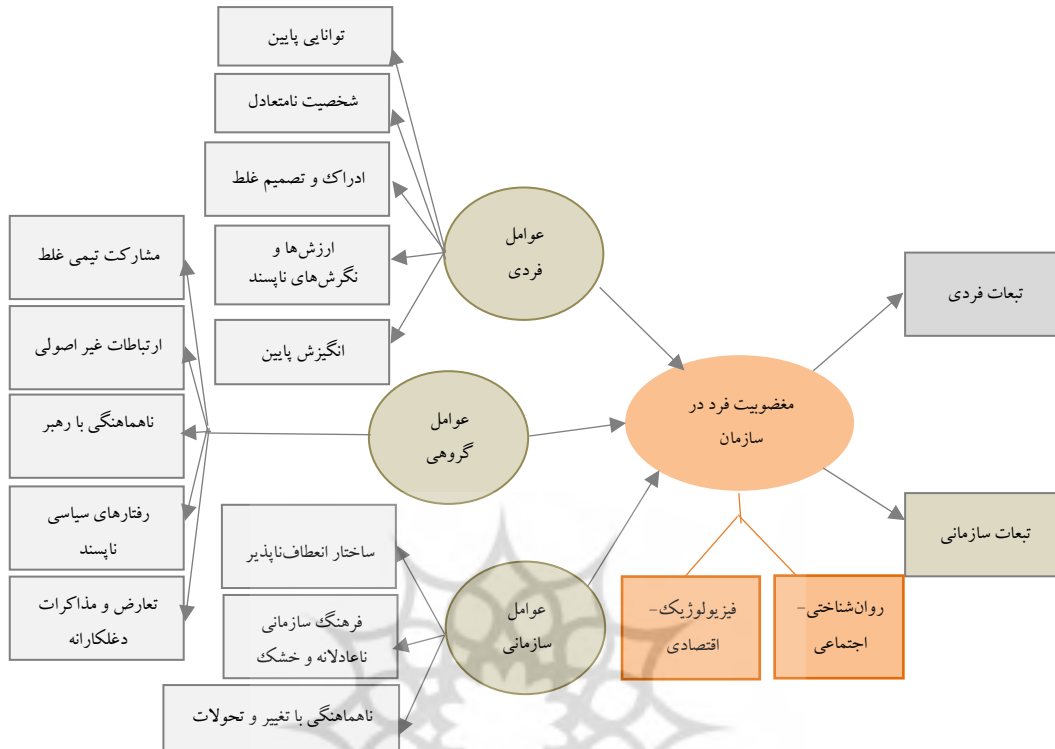 توانایی پایین
شخصیت نامتعادل
ادراک و تصمیم غلط
ارزش‌ها و
نگرش‌های ناپسند
انگیزش پایین
عوامل
فردی
مشارکت تیمی غلط
ارتباطات غیر اصولی
ناهماهنگی با رهبر
رفتارهای سیاسی
ناپسند
تعارض و مذاکرات
دغلکارانه
عوامل
گروهی
ساختار انعطاف‌ناپذیر
فرهنگ سازمانی
ناعادلانه و خشک
ناهماهنگی با تغییر و تحولات
عوامل
سازمانی
مغضوبیت فرد در
سازمان
تبعات فردی
تبعات سازمانی
روان‌شناختی-
اجتماعی
فیزیولوژیک-
اقتصادی